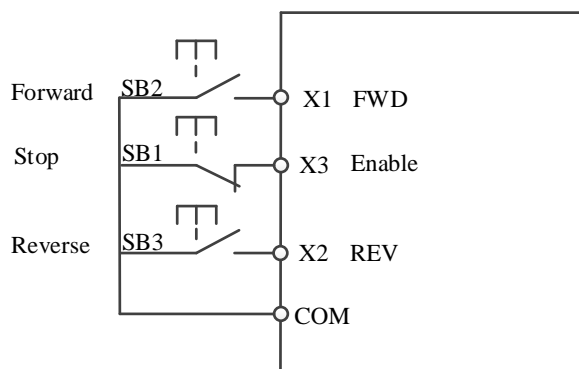 Forward SB2 X1 FWD
Stop SB1 X3 Enable
Reverse SB3 X2 REV
COM